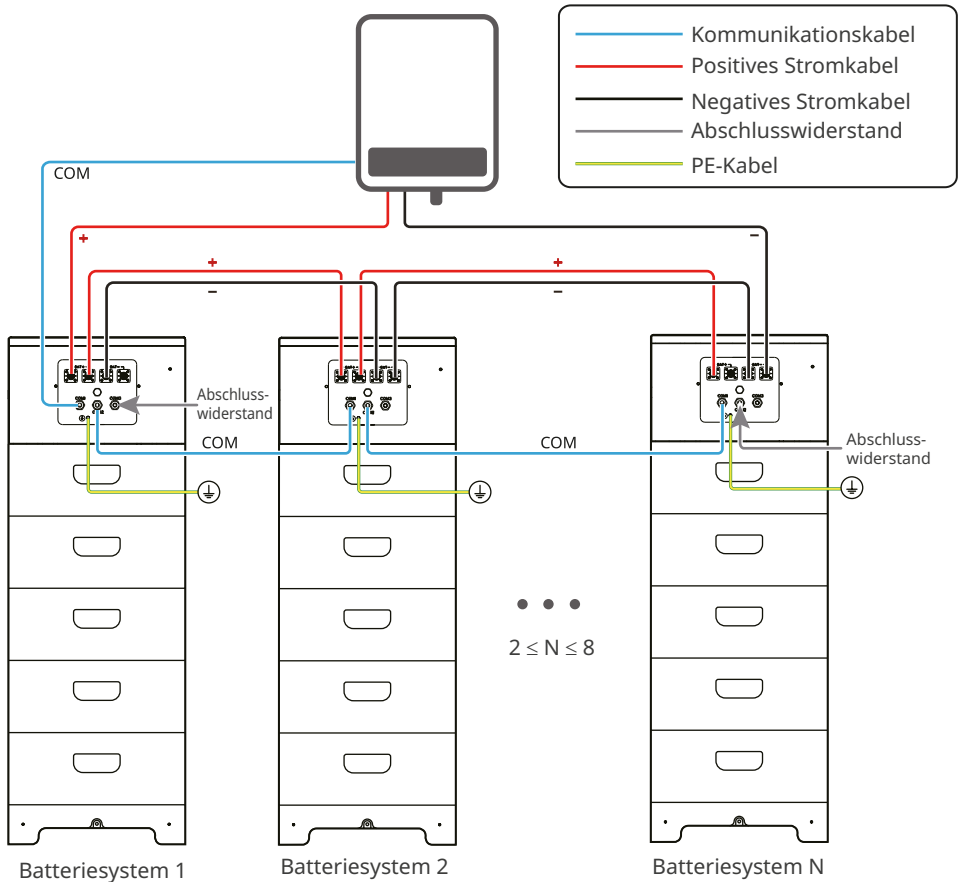 Kommunikationskabel
Positives Stromkabel
Negatives Stromkabel
Abschlusswiderstand
PE-Kabel
COM
+
−
+
−
+
−
Abschluss-
widerstand
COM
COM
Abschluss-
widerstand
2 ≤ N ≤ 8
Batteriesystem 1
Batteriesystem 2
Batteriesystem N